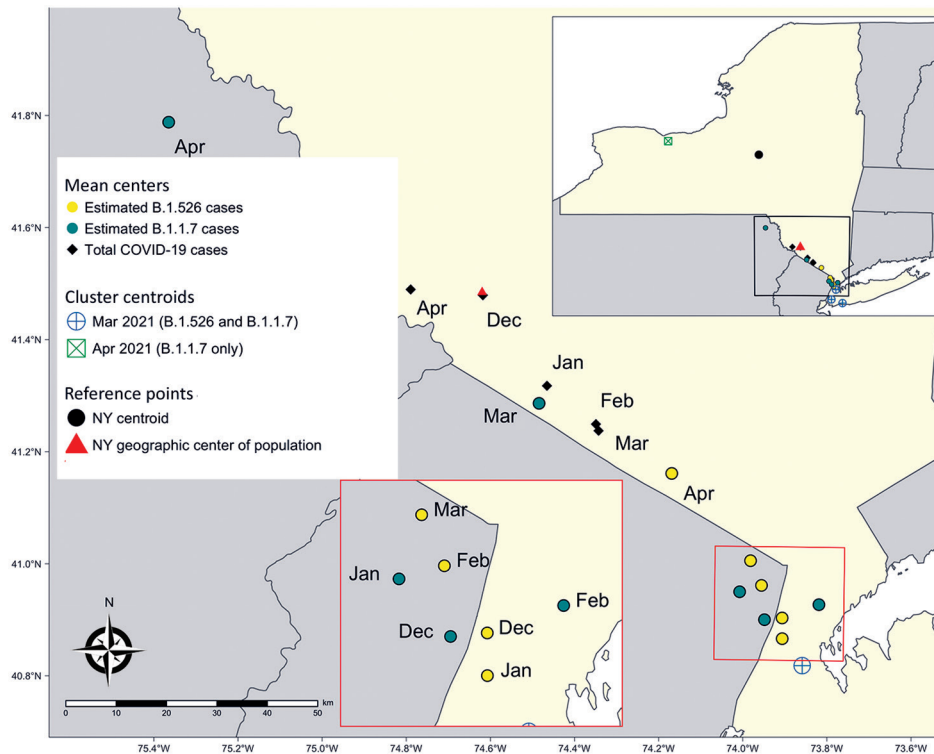 41.8°N
41.6°N
41.4°N
41.2°N
41.0°N
40.8°N
Apr
Mean centers
Estimated B.1.526 cases
Estimated B.1.1.7 cases
Total COVID-19 cases
Cluster centroids
Mar 2021 (B.1.526 and B.1.1.7)
Apr 2021 (B.1.1.7 only)
Reference points
NY centroid
NY geographic center of population
Apr
Dec
Jan
Mar
Feb
Mar
Apr
Mar
Feb
Jan
Feb
Dec
Dec
Jan
N
0 10 20 30 40 50 km
75.4°W 75.2°W 75.0°W 74.8°W 74.6°W 74.4°W 74.2°W 74.0°W 73.8°W 73.6°W